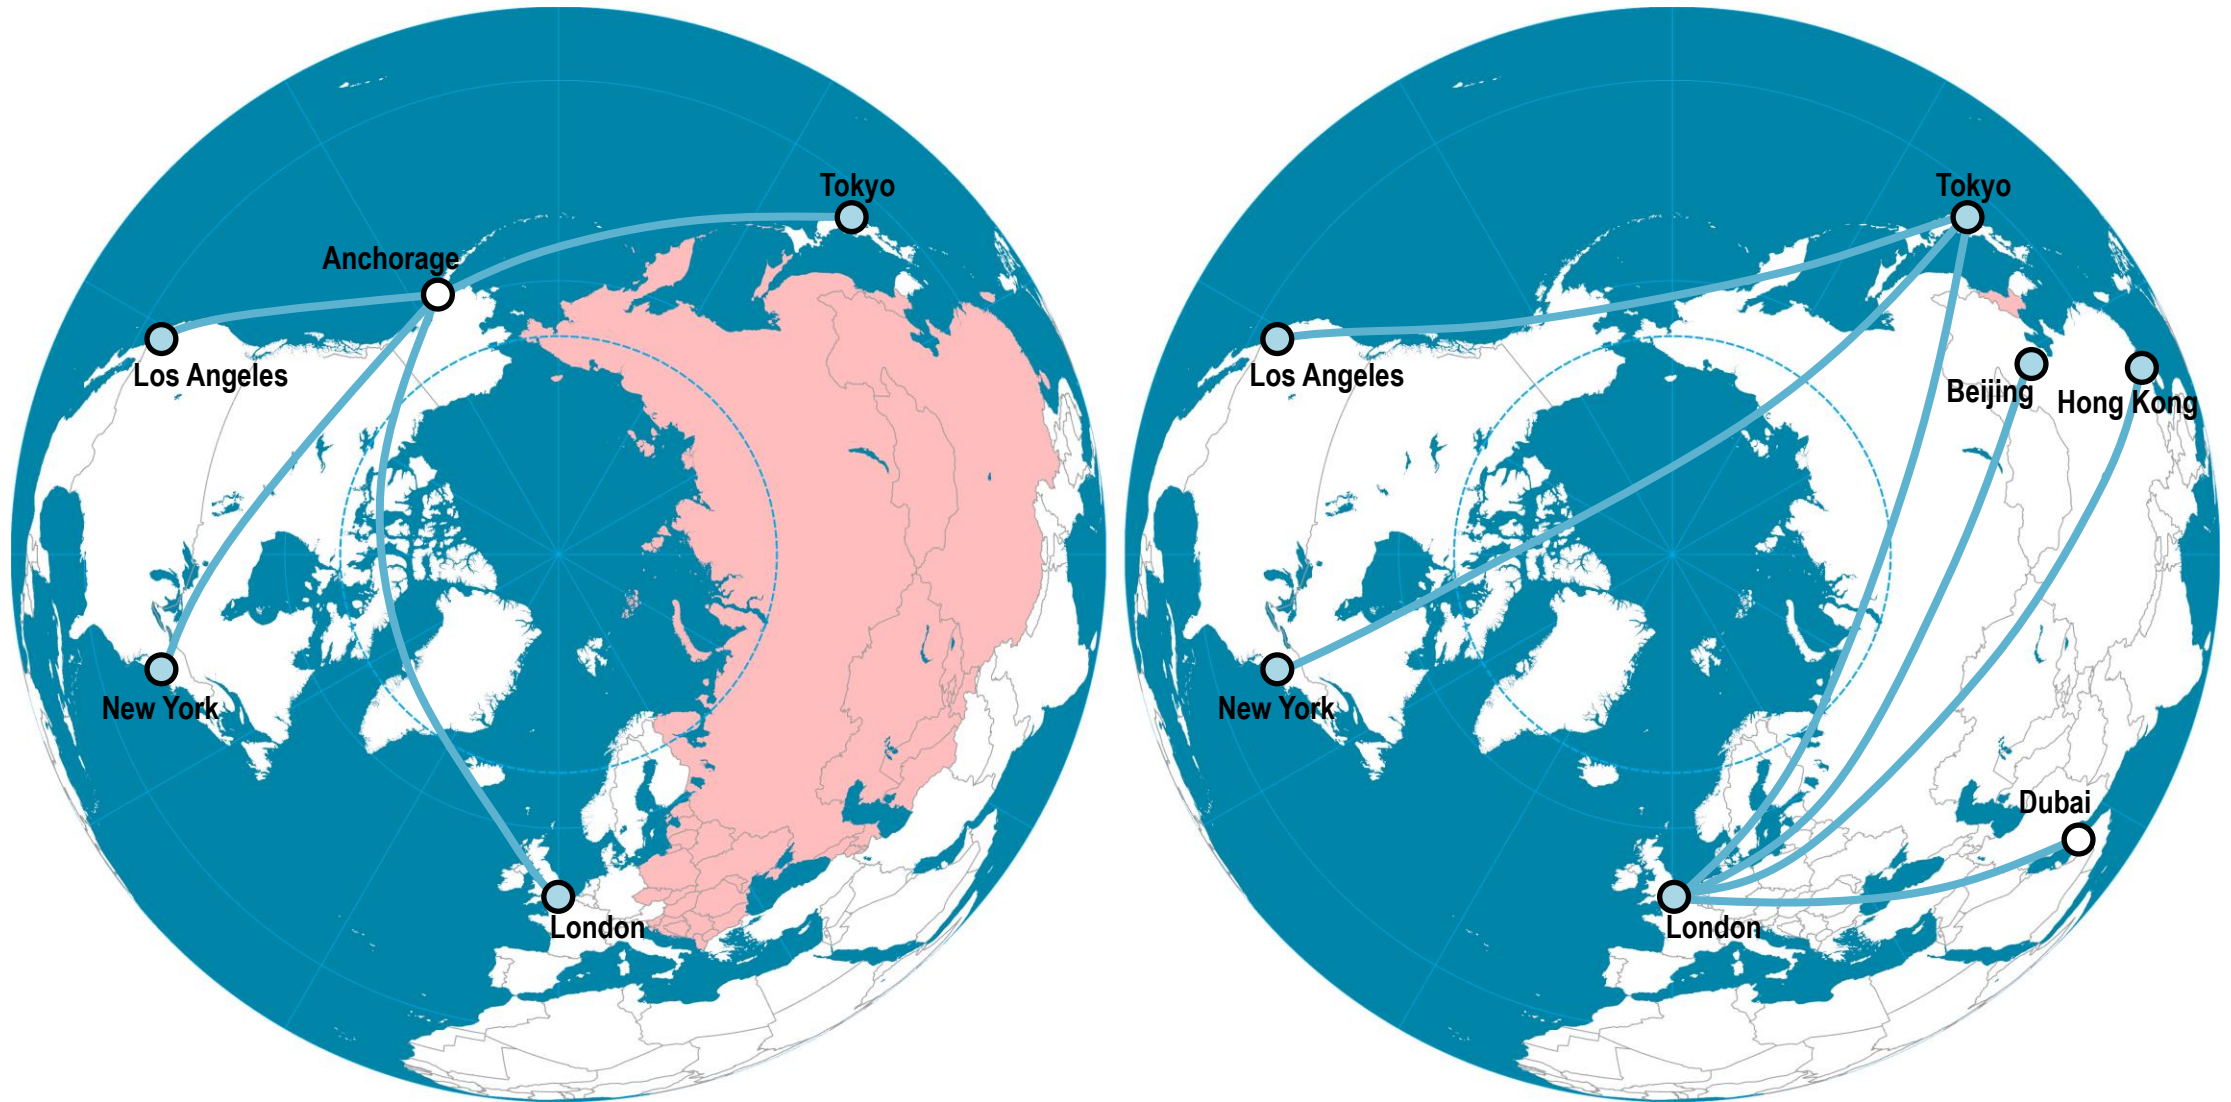 Tokyo
Anchorage
Los Angeles
New York
London
Tokyo
Los Angeles
Beijing
Hong Kong
New York
Dubai
London